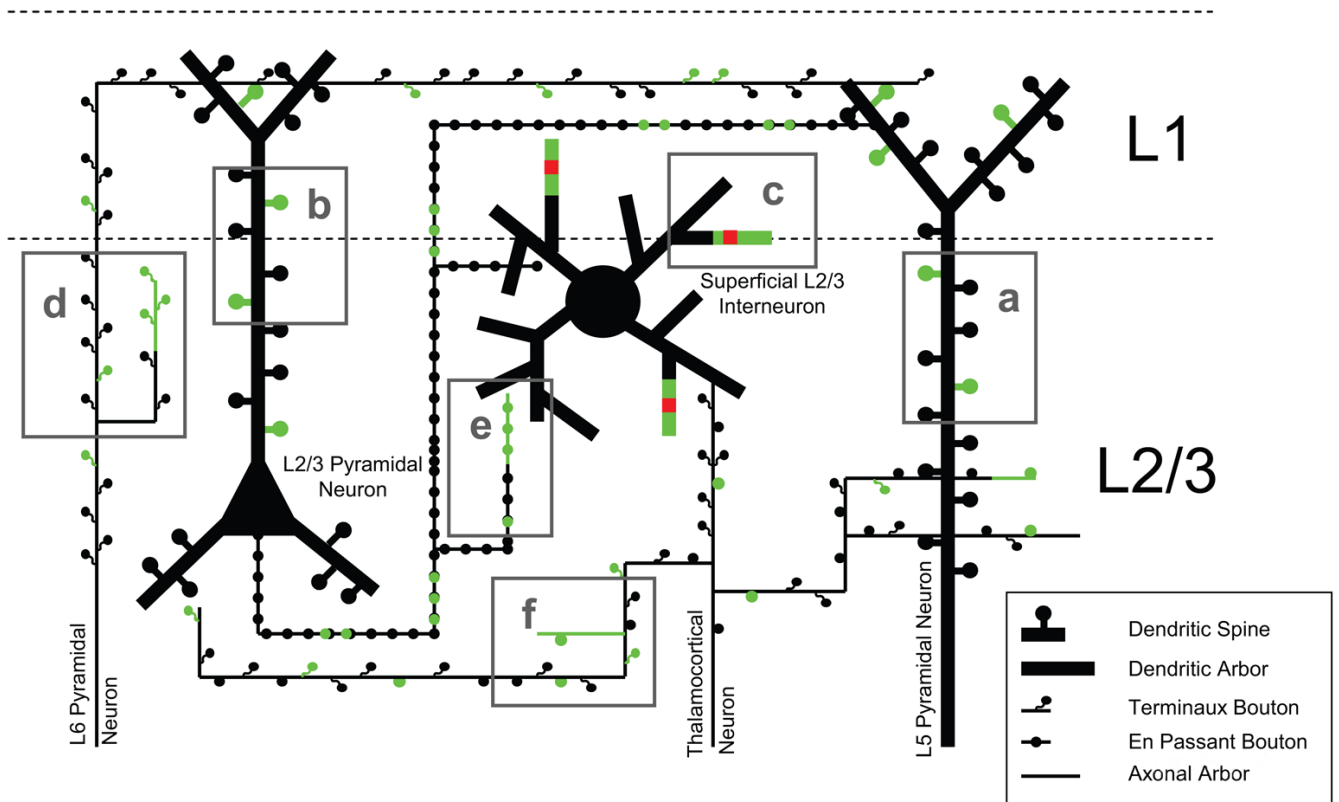 L1
b
c
Superficial L2/3
Interneuron
d
a
e
L2/3 Pyramidal
Neuron
L2/3
f
L6 Pyramidal
Neuron
Thalamocortical
Neuron
L5 Pyramidal Neuron
Dendritic Spine
Dendritic Arbor
Terminaux Bouton
En Passant Bouton
Axonal Arbor